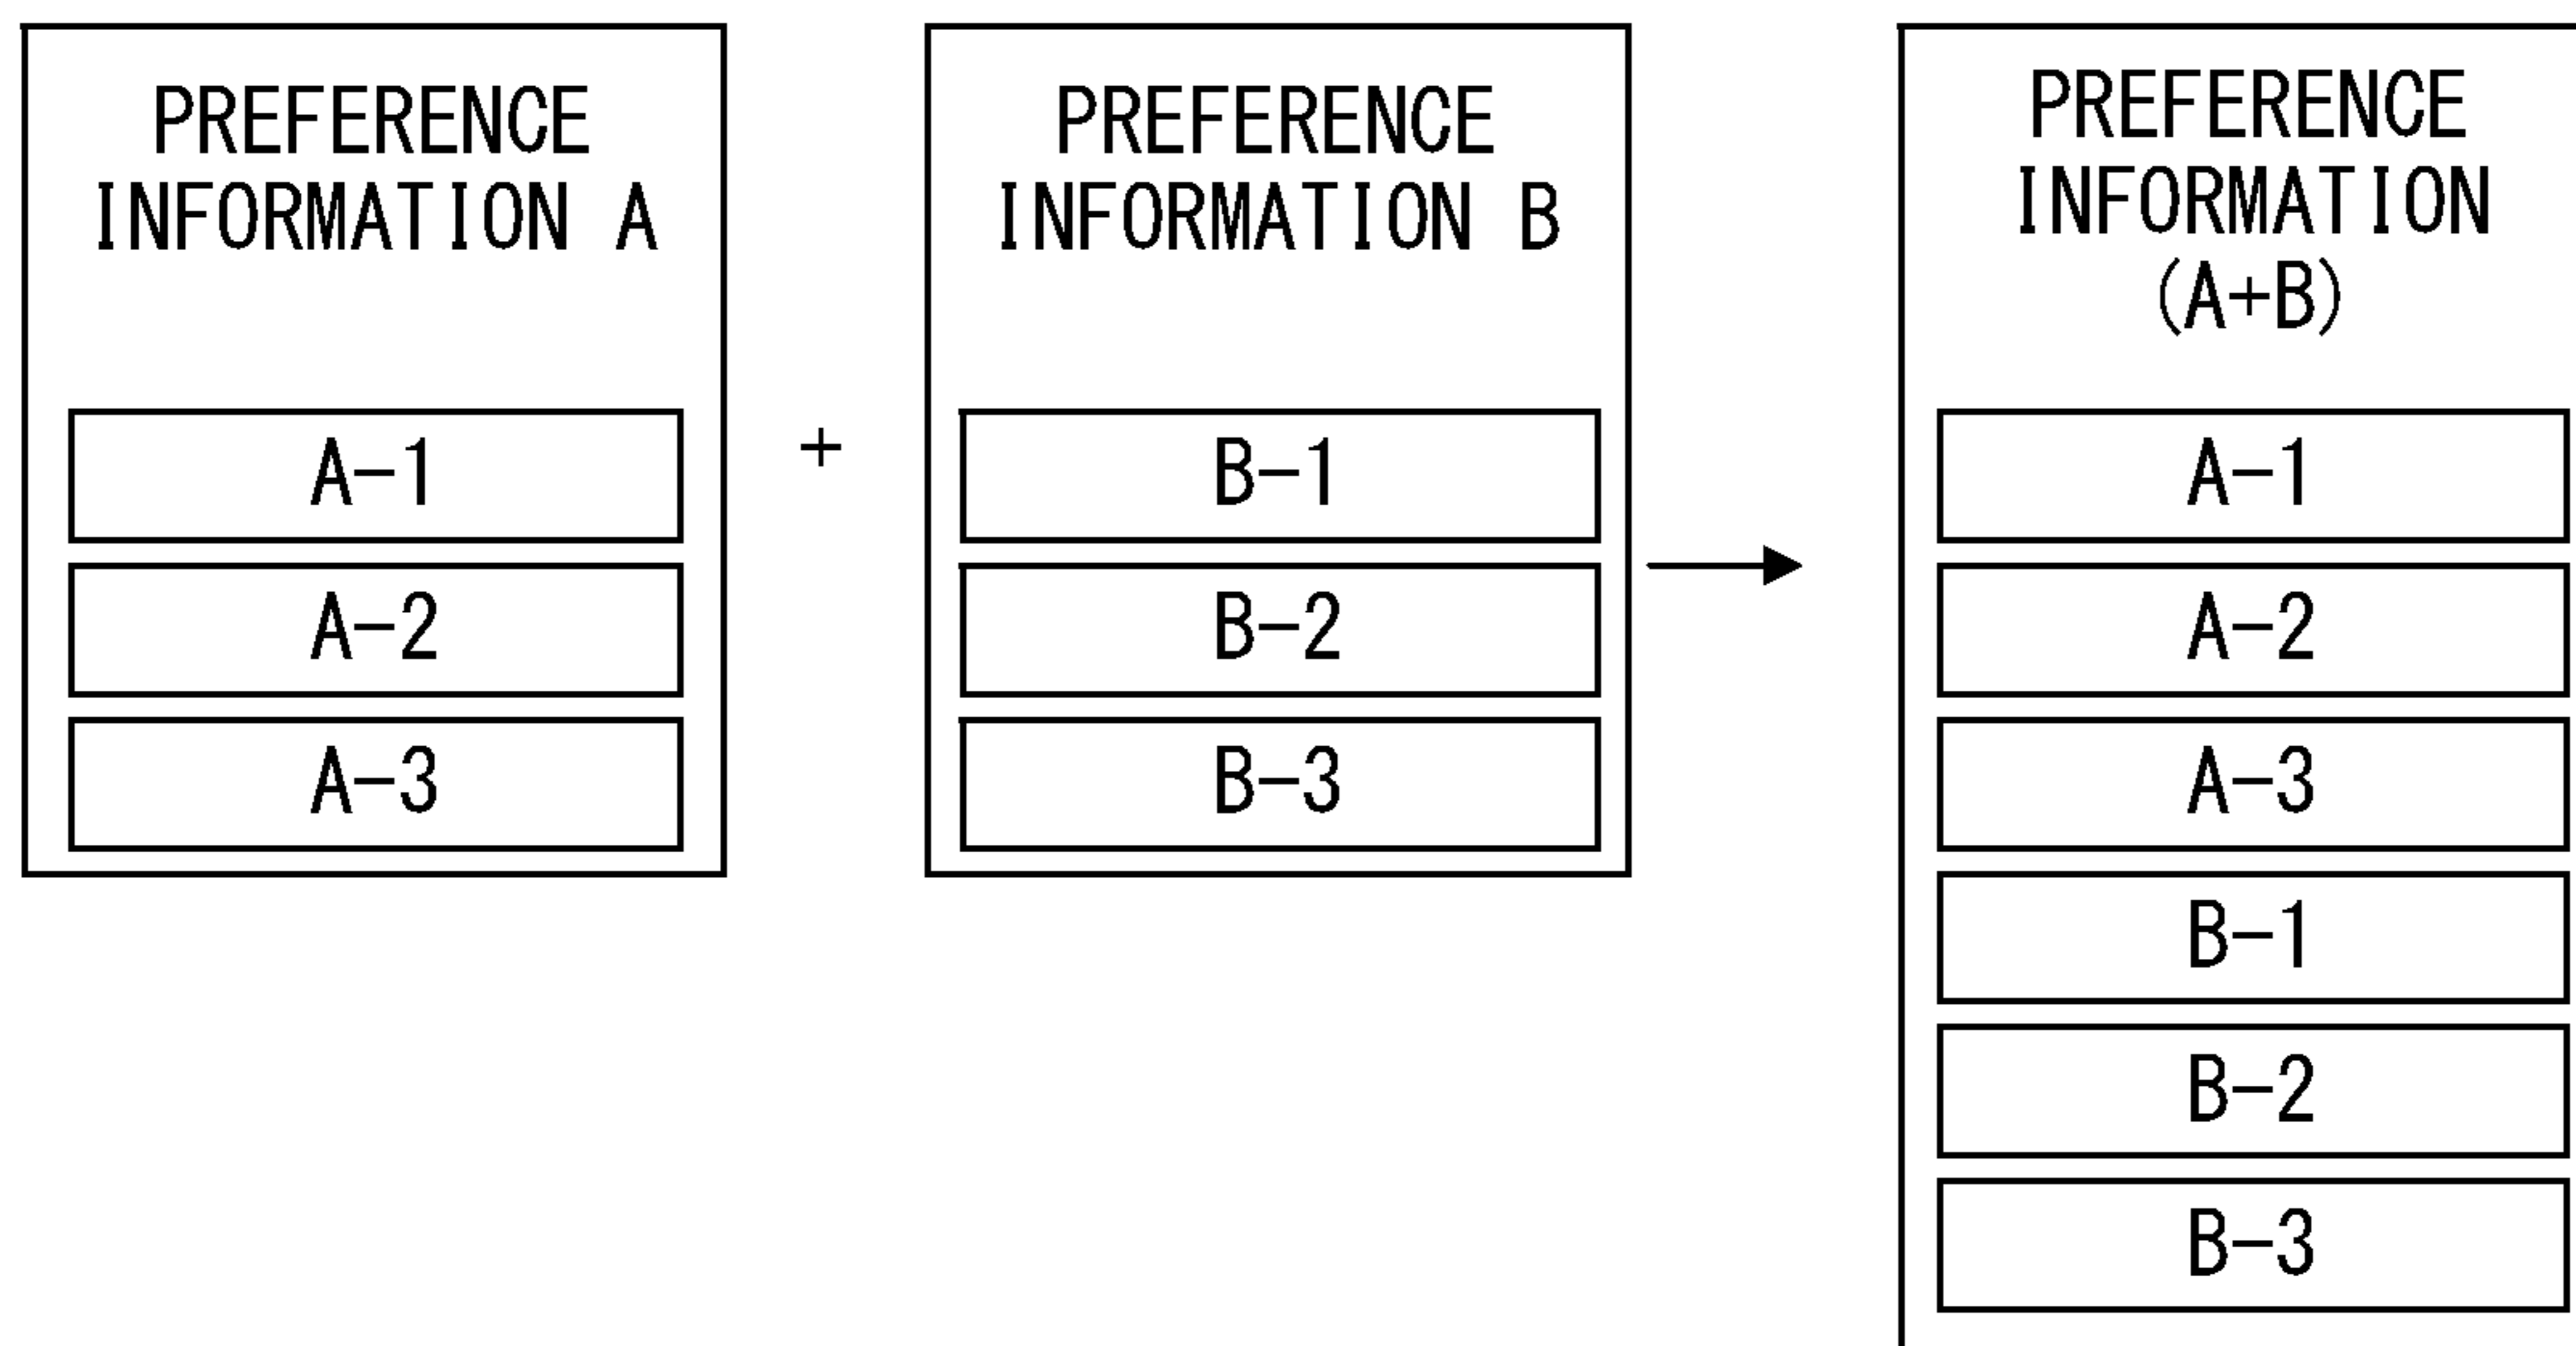 PREFERENCE
INFORMATION A
A-1
A-2
A-3
+
PREFERENCE
INFORMATION B
B-1
B-2
B-3
PREFERENCE
INFORMATION
(A+B)
A-1
A-2
A-3
B-1
B-2
B-3